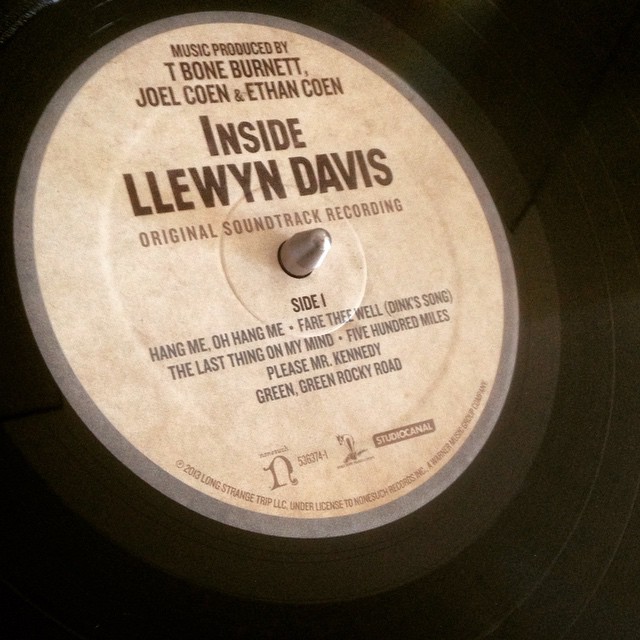 MUSIC PRODUCED BY
T BONE BURNETT,
JOEL COEN & ETHAN COEN
INSIDE
LLEWYN DAVIS
ORIGINAL SOUNDTRACK RECORDING
SIDE I
HANG ME, OH HANG ME • FARE THEE WELL (DINK'S SONG)
THE LAST THING ON MY MIND • FIVE HUNDRED MILES
PLEASE MR. KENNEDY
GREEN, GREEN ROCKY ROAD
nonesuch
536374-1
STUDIOCANAL
℗ 2013 LONG STRANGE TRIP LLC. UNDER LICENSE TO NONESUCH RECORDS INC. A WARNER MUSIC GROUP COMPANY.